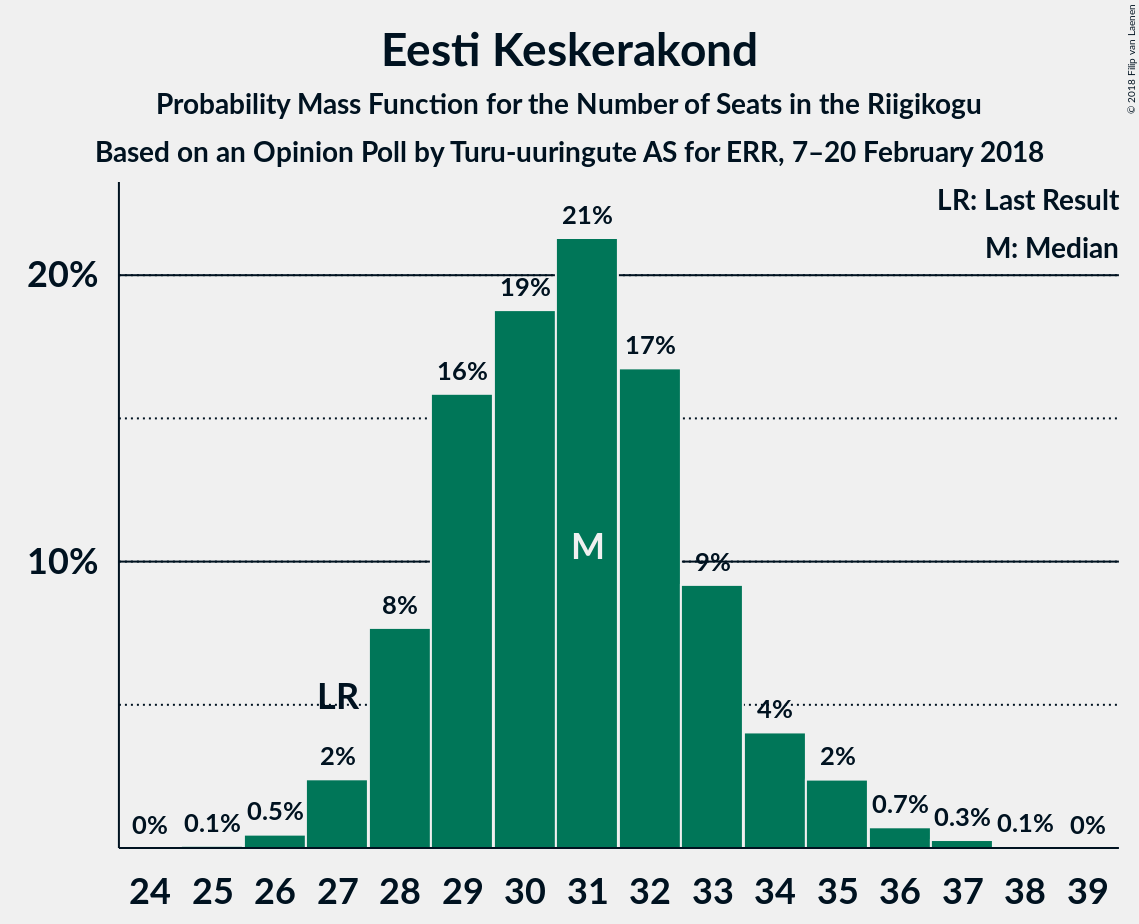 Eesti Keskerakond
Probability Mass Function for the Number of Seats in the Riigikogu
Based on an Opinion Poll by Turu-uuringute AS for ERR, 7–20 February 2018
© 2018 Filip van Laenen
LR: Last Result
M: Median
20%
10%
0%
0.1%
0.5%
2%
LR
8%
16%
19%
21%
M
17%
9%
4%
2%
0.7%
0.3%
0.1%
0%
24 25 26 27 28 29 30 31 32 33 34 35 36 37 38 39